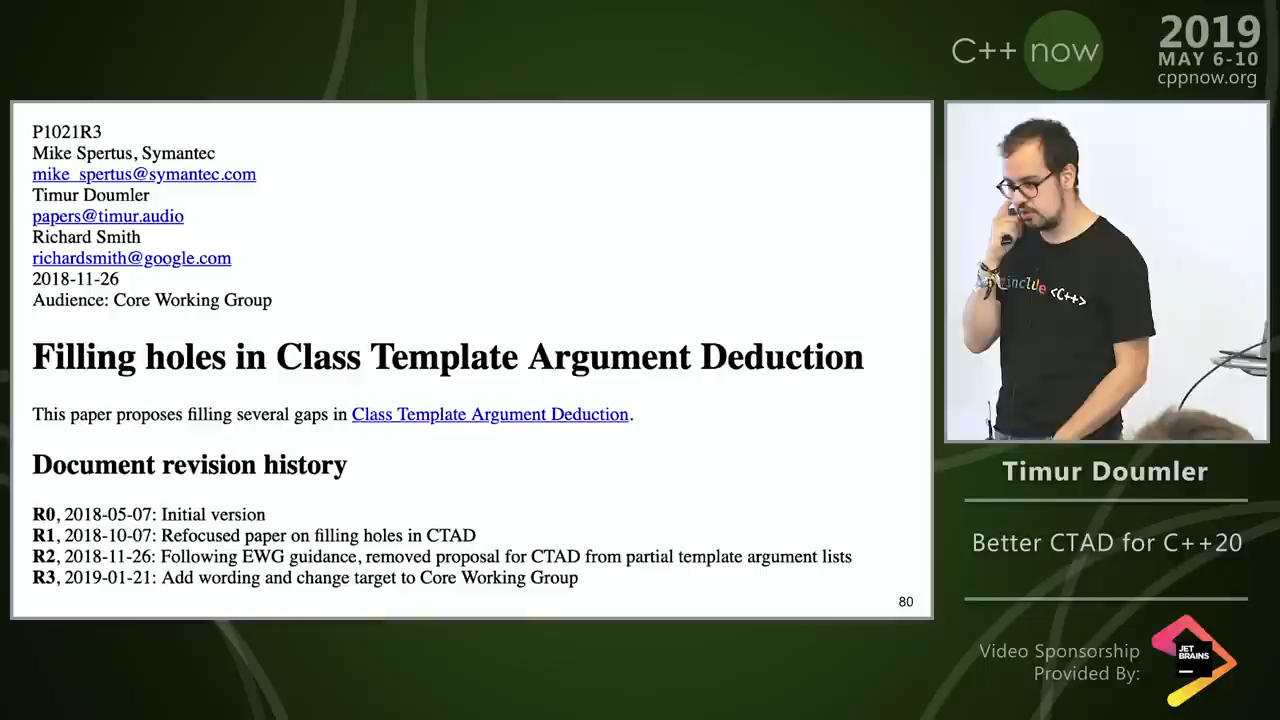 C++ now
2019
MAY 6-10
cppnow.org
P1021R3
Mike Spertus, Symantec
mike_spertus@symantec.com
Timur Doumler
papers@timur.audio
Richard Smith
richardsmith@google.com
2018-11-26
Audience: Core Working Group
Filling holes in Class Template Argument Deduction
This paper proposes filling several gaps in Class Template Argument Deduction.
Document revision history
R0, 2018-05-07: Initial version
R1, 2018-10-07: Refocused paper on filling holes in CTAD
R2, 2018-11-26: Following EWG guidance, removed proposal for CTAD from partial template argument lists
R3, 2019-01-21: Add wording and change target to Core Working Group
80
#include <C++>
Timur Doumler
Better CTAD for C++20
Video Sponsorship
Provided By:
JET
BRAINS